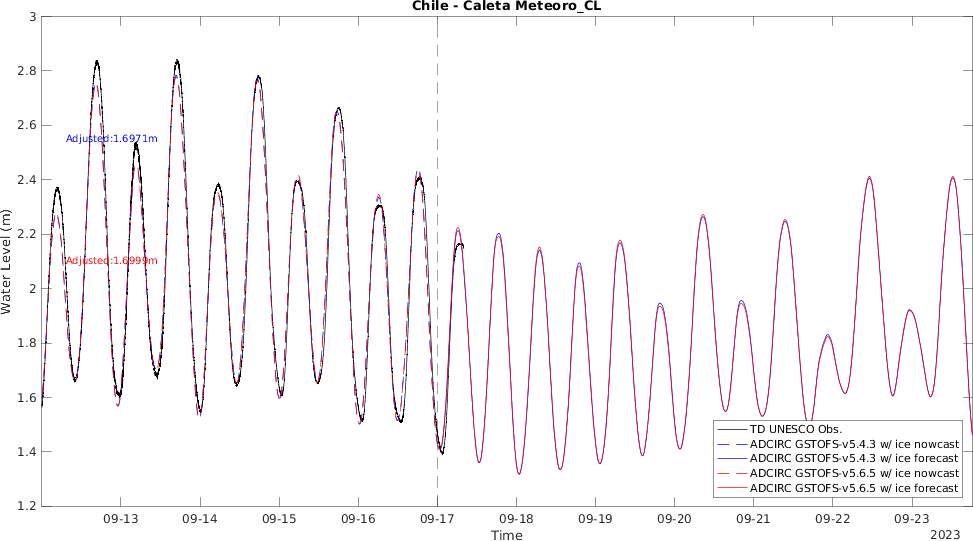 Chile - Caleta Meteoro_CL
3
2.8
2.6
2.4
2.2
2
1.8
1.6
1.4
1.2
Water Level (m)
Adjusted:1.6971m
Adjusted:1.6999m
TD UNESCO Obs.
ADCIRC GSTOFS-v5.4.3 w/ ice nowcast
ADCIRC GSTOFS-v5.4.3 w/ ice forecast
ADCIRC GSTOFS-v5.6.5 w/ ice nowcast
ADCIRC GSTOFS-v5.6.5 w/ ice forecast
09-13 09-14 09-15 09-16 09-17 09-18 09-19 09-20 09-21 09-22 09-23
Time
2023